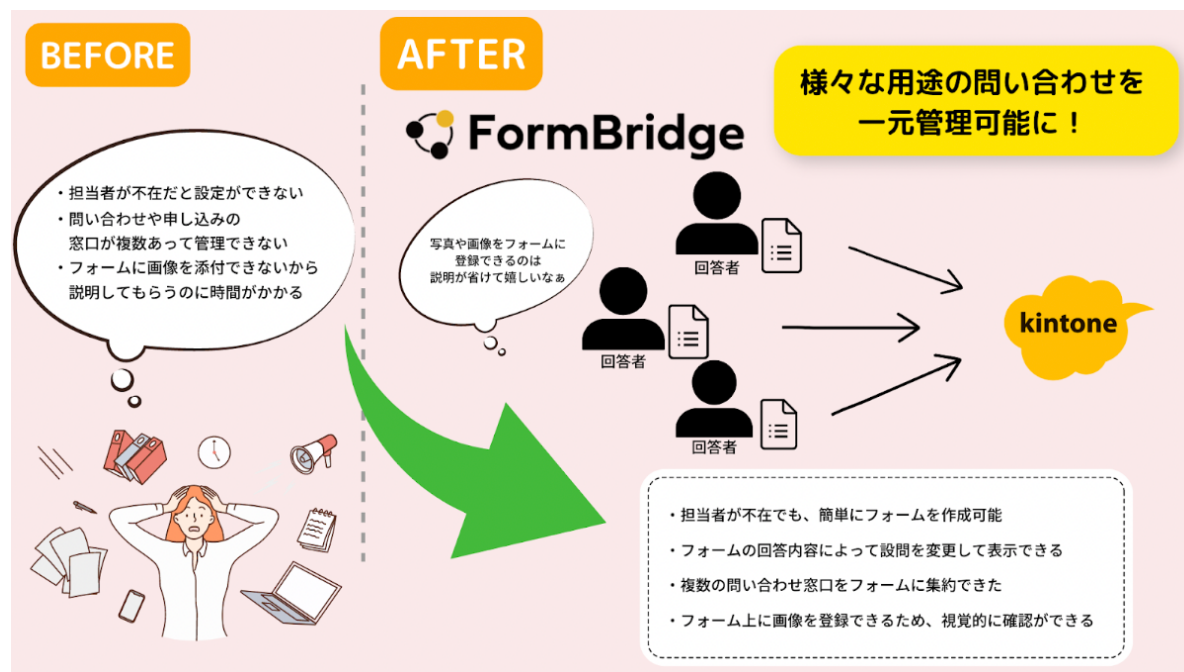 BEFORE
・担当者が不在だと設定ができない
・問い合わせや申し込みの
窓口が複数あって管理できない
・フォームに画像を添付できないから
説明してもらうのに時間がかかる
AFTER
FormBridge
様々な用途の問い合わせを
一元管理可能に！
写真や画像をフォームに
登録できるのは
説明が省けて嬉しいなぁ
回答者
回答者
回答者
kintone
・担当者が不在でも、簡単にフォームを作成可能
・フォームの回答内容によって設問を変更して表示できる
・複数の問い合わせ窓口をフォームに集約できた
・フォーム上に画像を登録できるため、視覚的に確認ができる